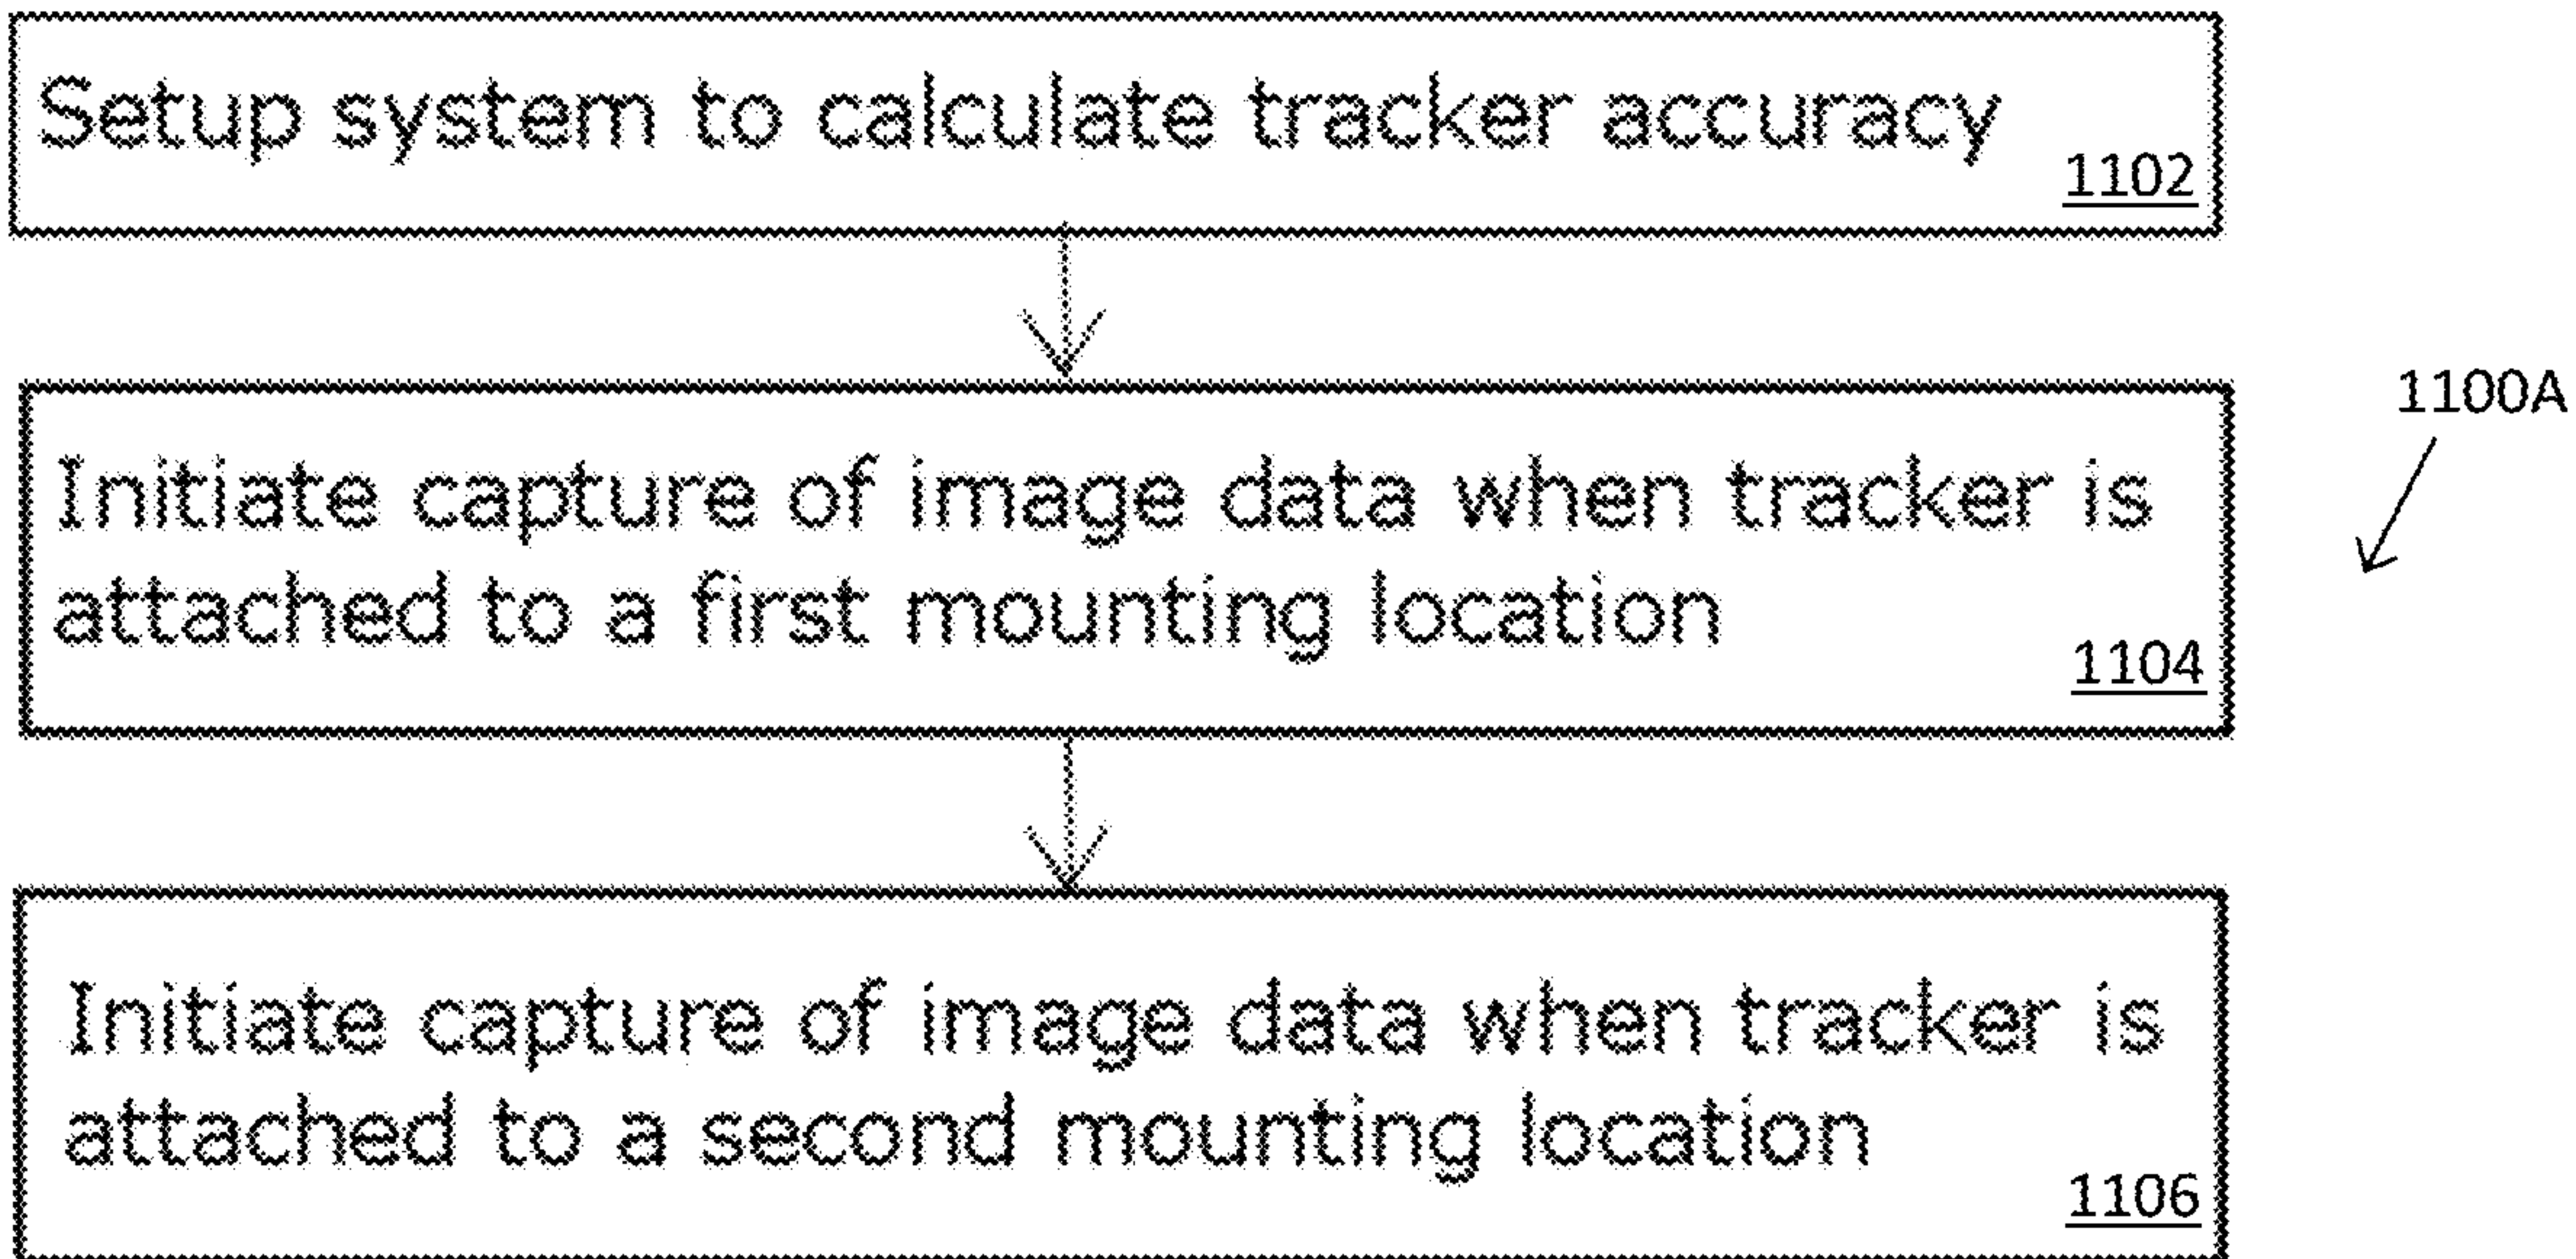 Setup system to calculate tracker accuracy
1102
Initiate capture of image data when tracker is
attached to a first mounting location
1104
1100A
Initiate capture of image data when tracker is
attached to a second mounting location
1106